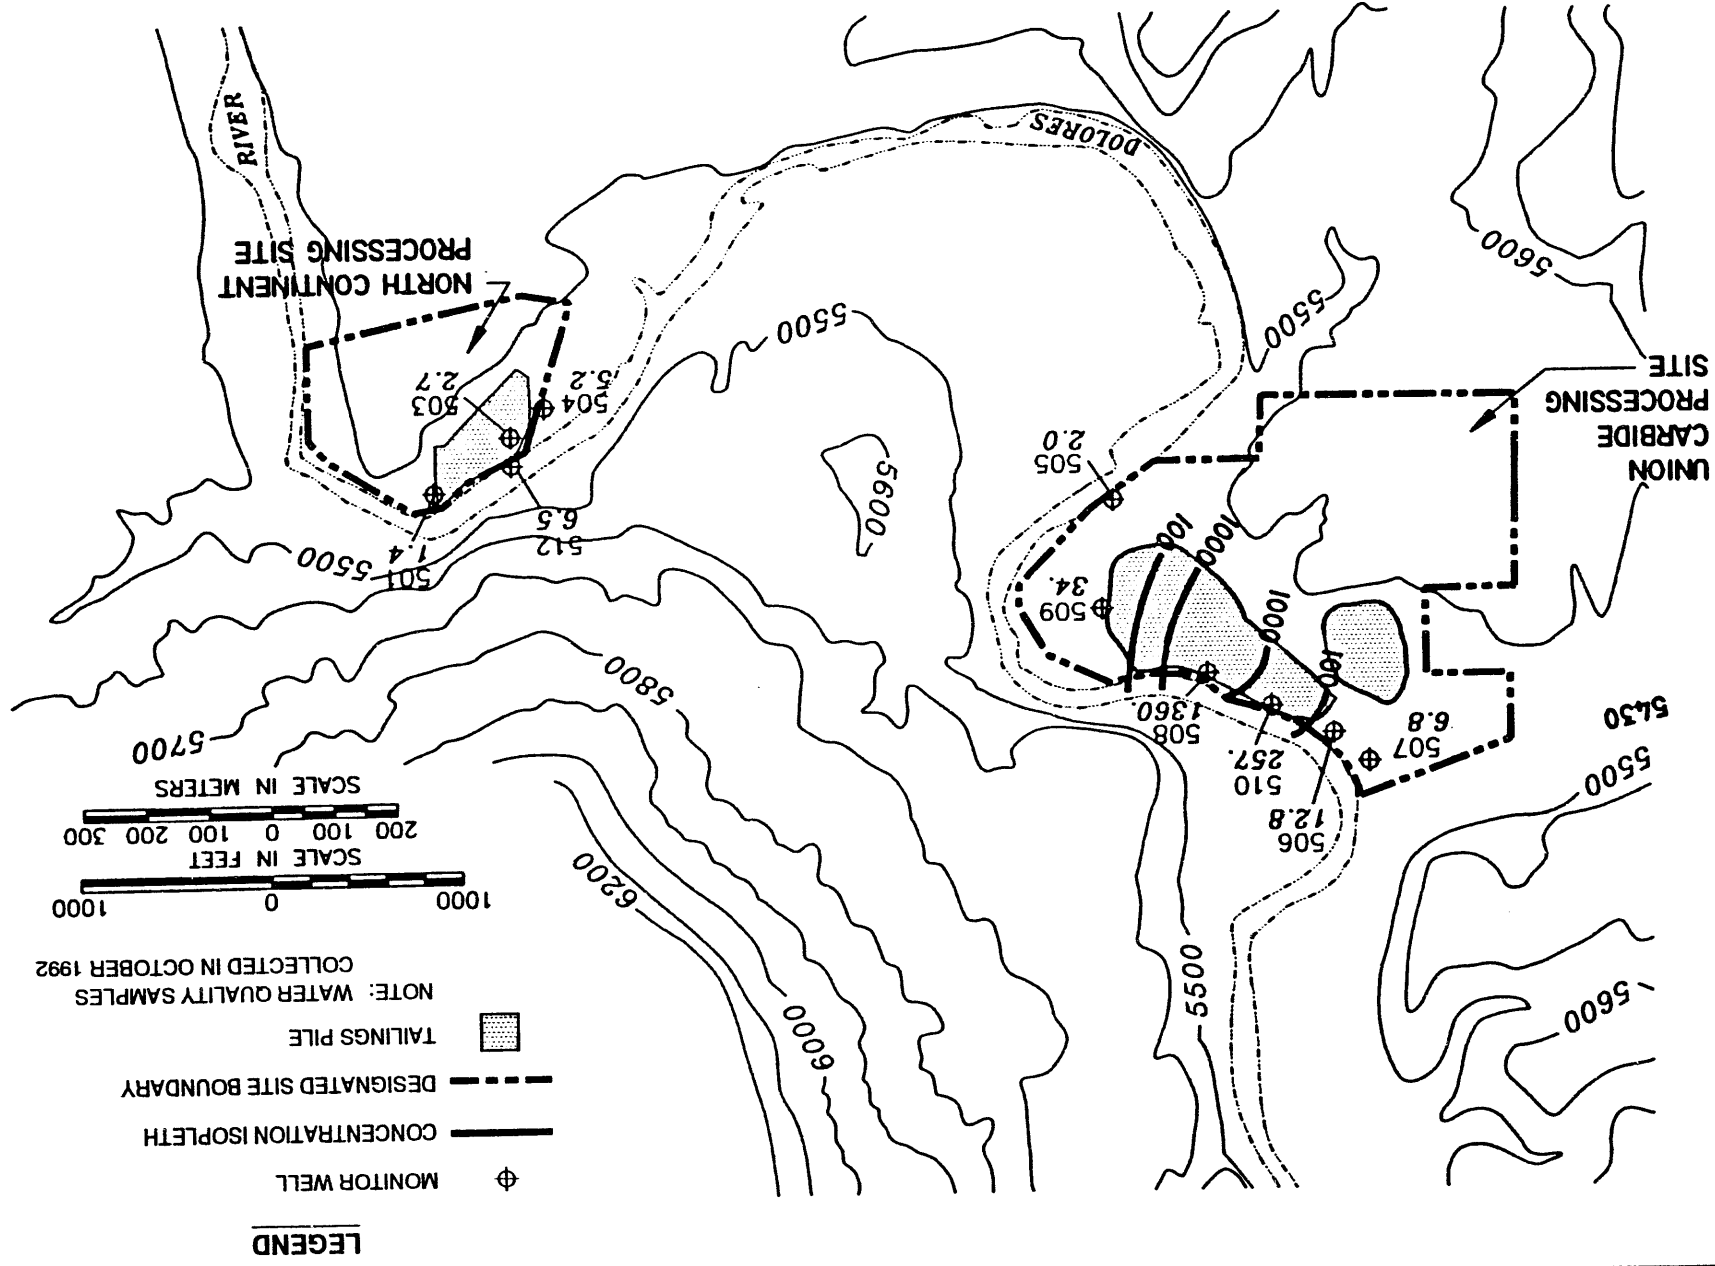 LEGEND
MONITOR WELL
CONCENTRATION ISOPLETH
DESIGNATED SITE BOUNDARY
TAILINGS PILE
NOTE: WATER QUALITY SAMPLES
COLLECTED IN OCTOBER 1992
1000 0 1000
SCALE IN FEET
200 100 0 100 200 300
SCALE IN METERS
5600
5500
6000
6200
506
12.8
507
6.8
510
257.
508
1360.
5500
5430
5700
5800
100
1000
509
34.
1000
100
501
1.4
512
6.5
5500
5600
505
2.0
504
5.2
503
2.7
UNION
CARBIDE
PROCESSING
SITE
5500
5500
NORTH CONTINENT
PROCESSING SITE
5600
DOLORES
RIVER